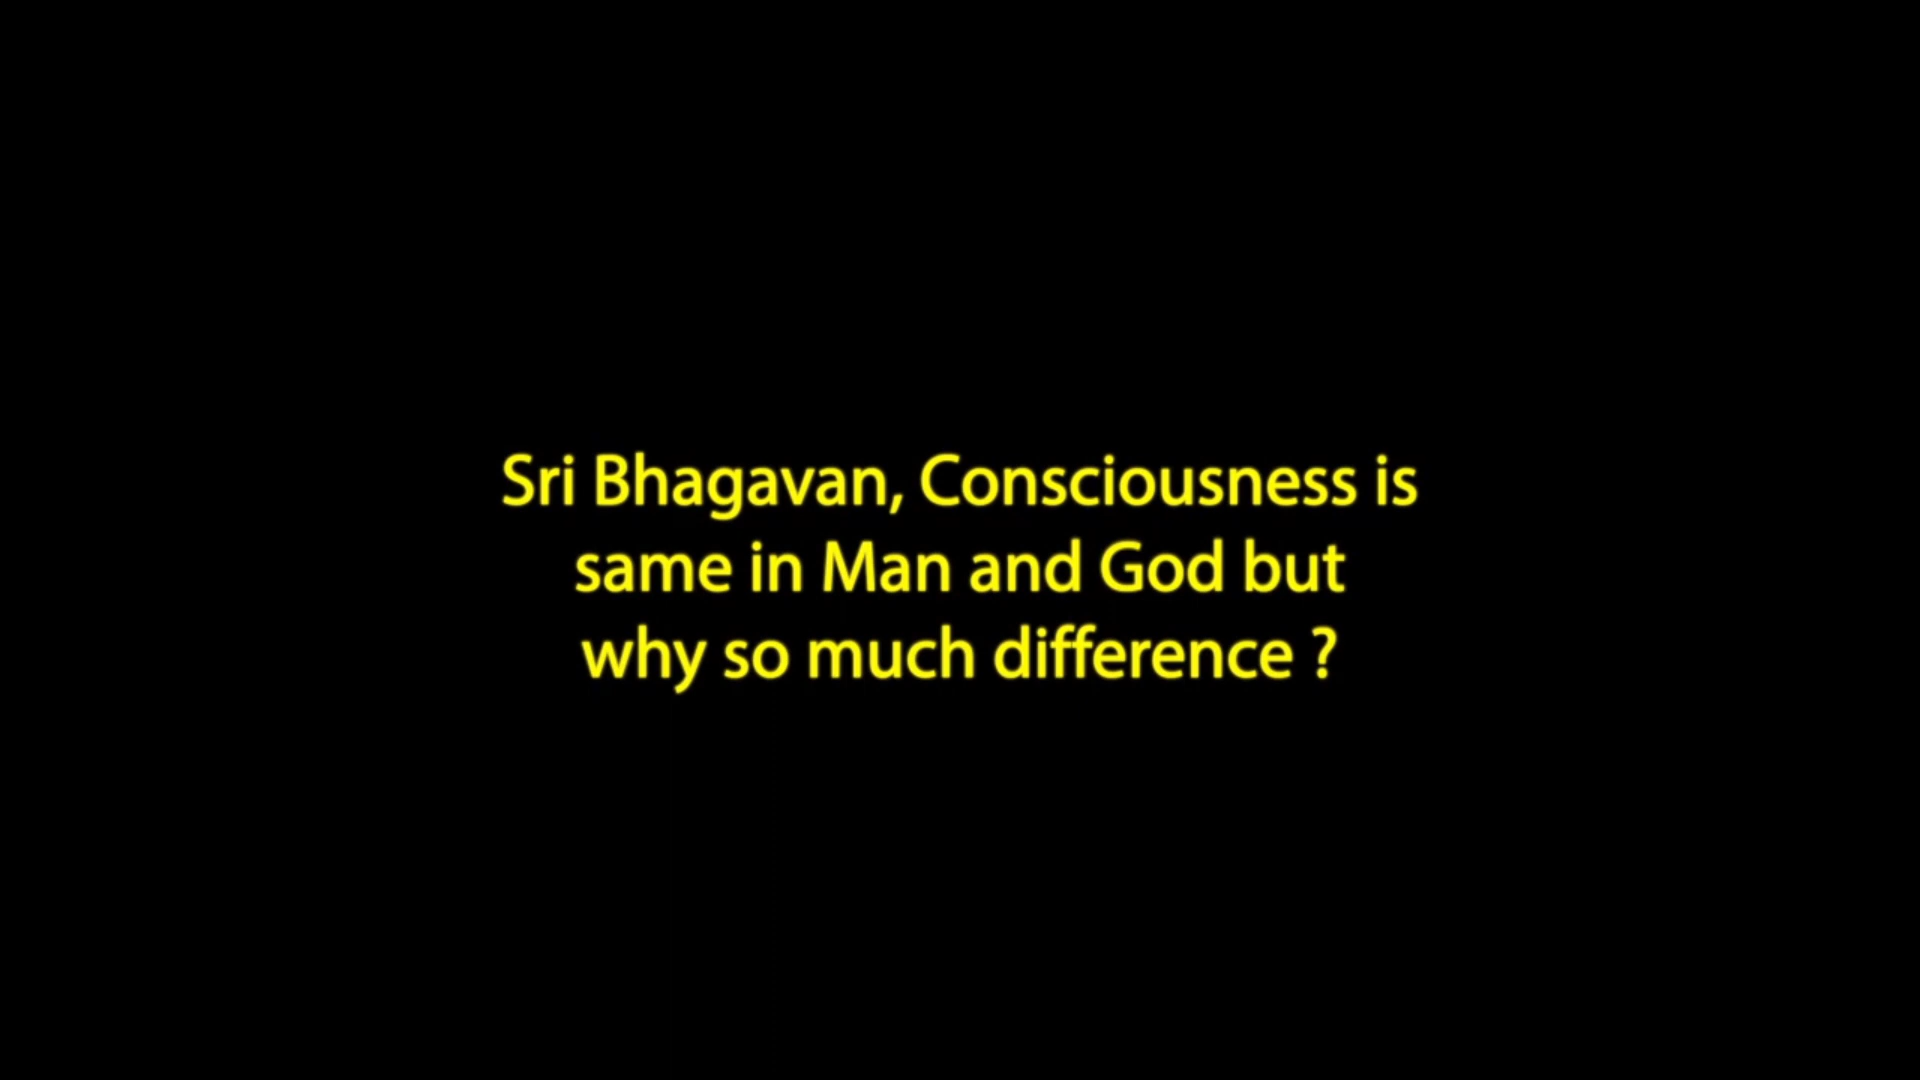 Sri Bhagavan, Consciousness is
same in Man and God but
why so much difference ?